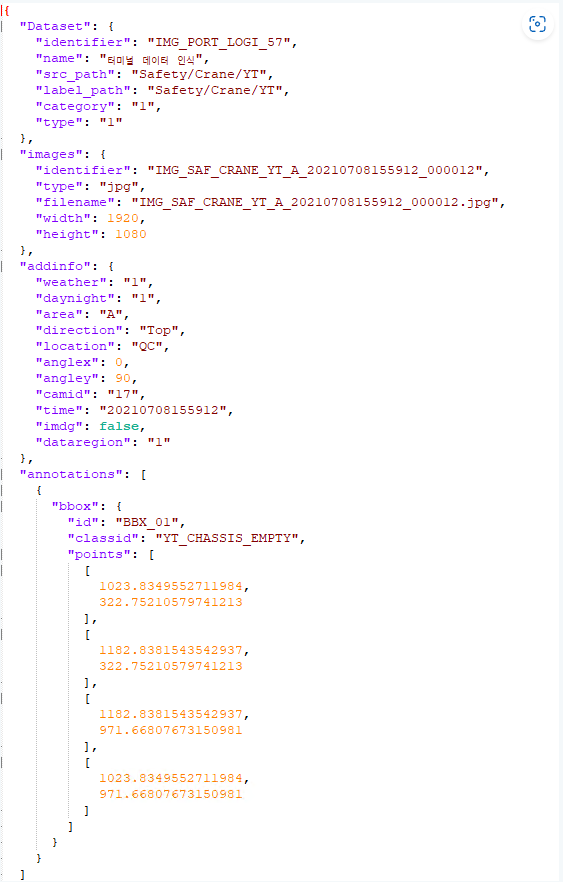 {
"Dataset": {
"identifier": "IMG_PORT_LOGI_57",
"name": "터미널 데이터 인식",
"src_path": "Safety/Crane/YT",
"label_path": "Safety/Crane/YT",
"category": "1",
"type": "1"
},
"images": {
"identifier": "IMG_SAF_CRANE_YT_A_20210708155912_000012",
"type": "jpg",
"filename": "IMG_SAF_CRANE_YT_A_20210708155912_000012.jpg",
"width": 1920,
"height": 1080
},
"addinfo": {
"weather": "1",
"daynight": "1",
"area": "A",
"direction": "Top",
"location": "QC",
"anglex": 0,
"angley": 90,
"camid": "17",
"time": "20210708155912",
"imdg": false,
"dataregion": "1"
},
"annotations": [
{
"bbox": {
"id": "BBX_01",
"classid": "YT_CHASSIS_EMPTY",
"points": [
[
1023.8349552711984,
322.75210579741213
],
[
1182.8381543542937,
322.75210579741213
],
[
1182.8381543542937,
971.66807673150981
],
[
1023.8349552711984,
971.66807673150981
]
]
}
}
]